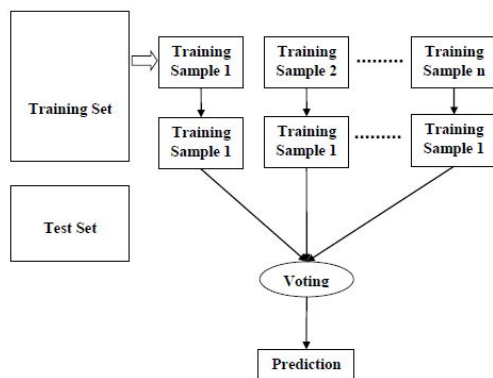 Training Set
Training
Sample 1
Training
Sample 2
.........
Training
Sample n
Training
Sample 1
Training
Sample 1
.........
Training
Sample 1
Test Set
Voting
Prediction